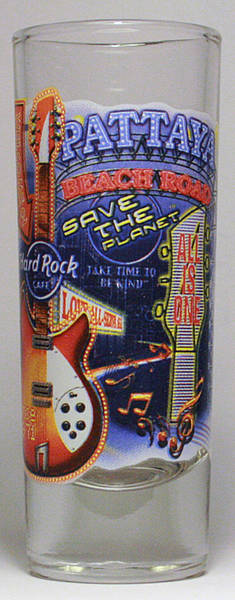 PATTAYA
BEACH ROAD
SAVE
THE
PLANET
Hard Rock
CAFE
TAKE TIME TO
BE KIND
ALL
IS
ONE
LOVE ALL-SERVE ALL